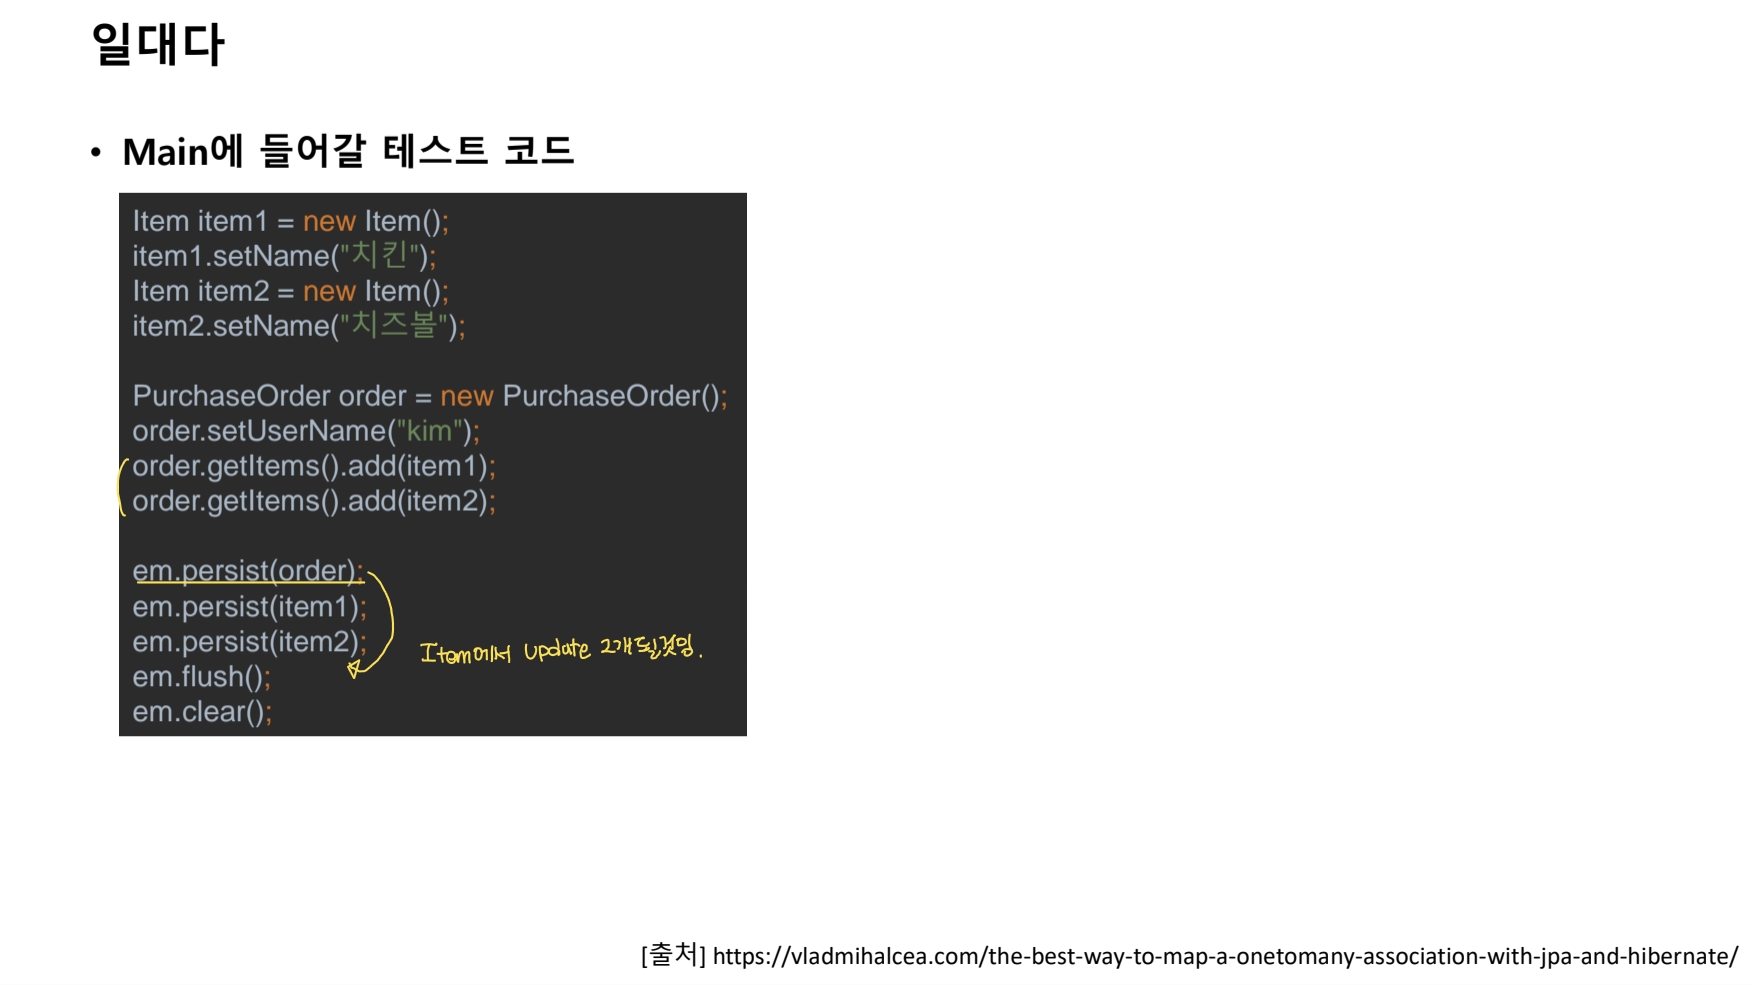 일대다
• Main에 들어갈 테스트 코드
Item item1 = new Item();
item1.setName("치킨");
Item item2 = new Item();
item2.setName("치즈볼");
PurchaseOrder order = new PurchaseOrder();
order.setUserName("kim");
order.getItems().add(item1);
order.getItems().add(item2);
em.persist(order);
em.persist(item1);
em.persist(item2);
Item에서 update 2개 될것임.
em.flush();
em.clear();
[출처] https://vladmihalcea.com/the-best-way-to-map-a-onetomany-association-with-jpa-and-hibernate/